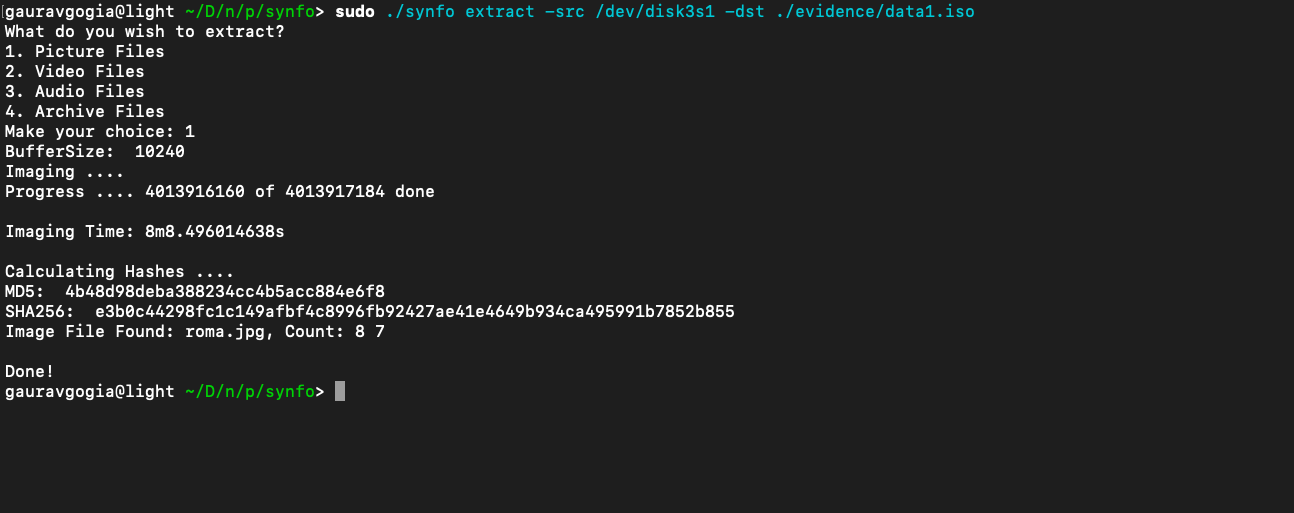 gauravgogia@light ~/D/n/p/synfo> sudo ./synfo extract -src /dev/disk3s1 -dst ./evidence/data1.iso
What do you wish to extract?
1. Picture Files
2. Video Files
3. Audio Files
4. Archive Files
Make your choice: 1
BufferSize:  10240
Imaging ....
Progress .... 4013916160 of 4013917184 done
Imaging Time: 8m8.496014638s
Calculating Hashes ....
MD5:  4b48d98deba388234cc4b5acc884e6f8
SHA256:  e3b0c44298fc1c149afbf4c8996fb92427ae41e4649b934ca495991b7852b855
Image File Found: roma.jpg, Count: 8 7
Done!
gauravgogia@light ~/D/n/p/synfo>